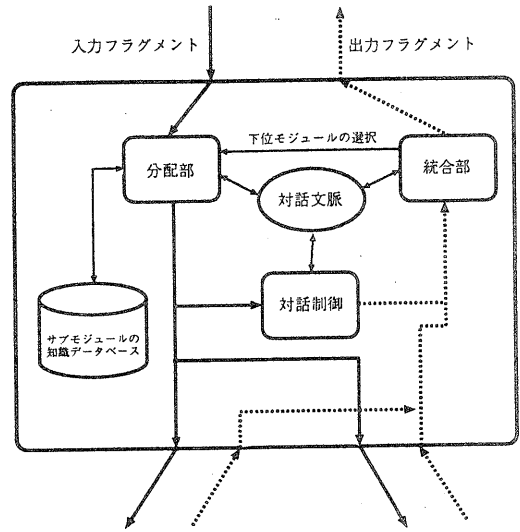 入力フラグメント
出力フラグメント
下位モジュールの選択
分配部
統合部
対話文脈
対話制御
サブモジュールの
知識データベース